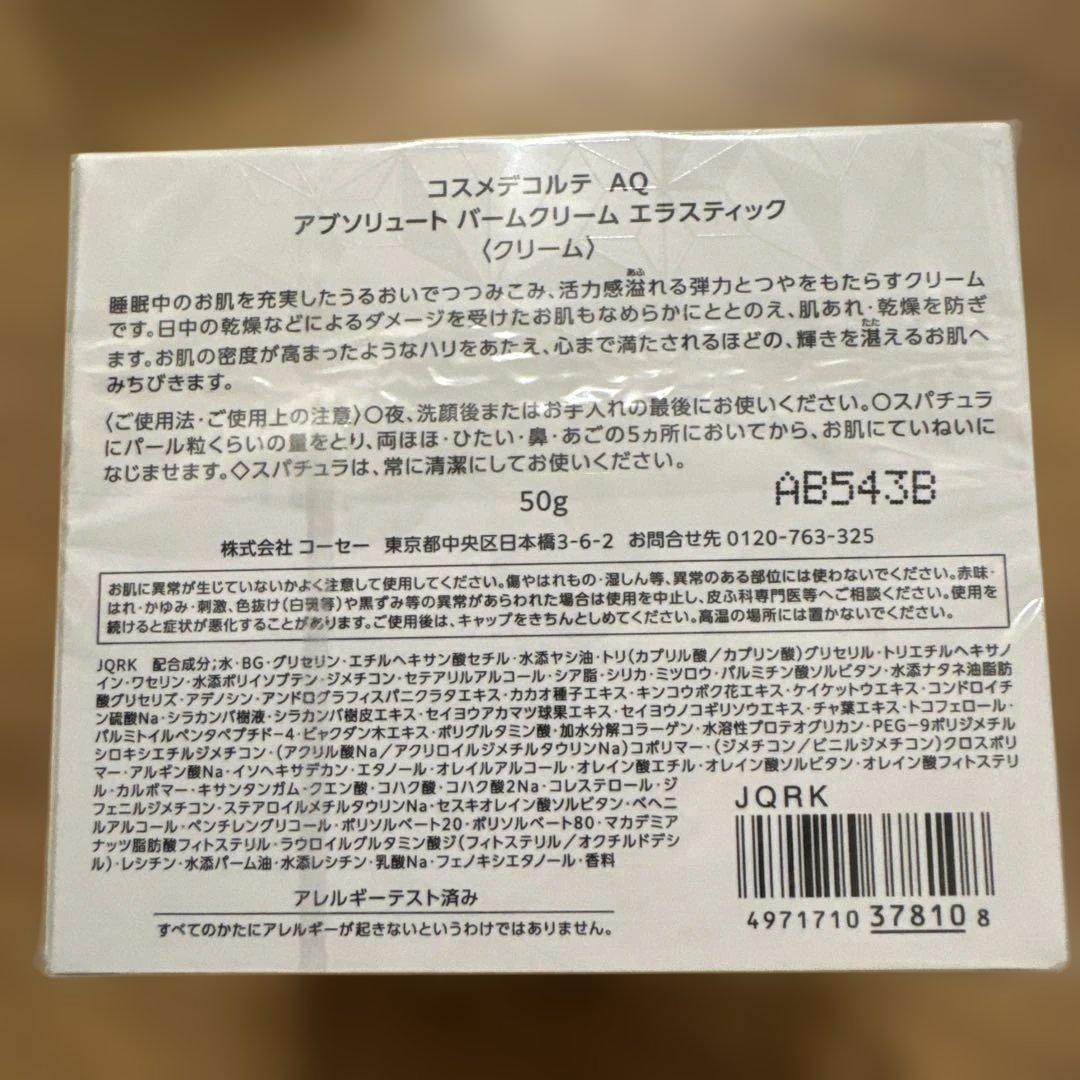 コスメデコルテ AQ
アブソリュート バームクリーム エラスティック
〈クリーム〉
睡眠中のお肌を充実したうるおいでつつみこみ、活力感溢れる弾力とつやをもたらすクリーム
です。日中の乾燥などによるダメージを受けたお肌もなめらかにととのえ、肌あれ・乾燥を防ぎ
ます。お肌の密度が高まったようなハリをあたえ、心まで満たされるほどの、輝きを湛えるお肌へ
みちびきます。
〈ご使用法・ご使用上の注意〉○夜、洗顔後またはお手入れの最後にお使いください。○スパチュラ
にパール粒くらいの量をとり、両ほほ・ひたい・鼻・あごの5ヵ所においてから、お肌にていねいに
なじませます。◇スパチュラは、常に清潔にしてお使いください。
50g
AB543B
株式会社 コーセー 東京都中央区日本橋3-6-2 お問合せ先 0120-763-325
お肌に異常が生じていないかよく注意して使用してください。傷やはれもの・湿しん等、異常のある部位には使わないでください。赤味・
はれ・かゆみ・刺激、色抜け(白斑等)や黒ずみ等の異常があらわれた場合は使用を中止し、皮ふ科専門医等へご相談ください。使用を
続けると症状が悪化することがあります。ご使用後は、キャップをきちんとしめてください。高温の場所には置かないでください。
JQRK 配合成分;水・BG・グリセリン・エチルヘキサン酸セチル・水添ヤシ油・トリ(カプリル酸/カプリン酸)グリセリル・トリエチルヘキサノ
イン・ワセリン・水添ポリイソブテン・ジメチコン・セテアリルアルコール・シア脂・シリカ・ミツロウ・パルミチン酸ソルビタン・水添ナタネ油脂肪
酸グリセリズ・アデノシン・アンドログラフィスパニクラタエキス・カカオ種子エキス・キンコウボク花エキス・ケイケットウエキス・コンドロイチ
ン硫酸Na・シラカンバ樹液・シラカンバ樹皮エキス・セイヨウアカマツ球果エキス・セイヨウノコギリソウエキス・チャ葉エキス・トコフェロール・
パルミトイルペンタペプチド-4・ビャクダン木エキス・ポリグルタミン酸・加水分解コラーゲン・水溶性プロテオグリカン・PEG-9ポリジメチル
シロキシエチルジメチコン・(アクリル酸Na/アクリロイルジメチルタウリンNa)コポリマー・(ジメチコン/ビニルジメチコン)クロスポリ
マー・アルギン酸Na・イソヘキサデカン・エタノール・オレイルアルコール・オレイン酸エチル・オレイン酸ソルビタン・オレイン酸フィトステリ
ル・カルボマー・キサンタンガム・クエン酸・コハク酸・コハク酸2Na・コレステロール・ジ
フェニルジメチコン・ステアロイルメチルタウリンNa・セスキオレイン酸ソルビタン・ベヘニ
ルアルコール・ペンチレングリコール・ポリソルベート20・ポリソルベート80・マカデミア
ナッツ脂肪酸フィトステリル・ラウロイルグルタミン酸ジ(フィトステリル/オクチルドデシ
ル)・レシチン・水添パーム油・水添レシチン・乳酸Na・フェノキシエタノール・香料
JQRK
4971710 37810 8
アレルギーテスト済み
すべてのかたにアレルギーが起きないというわけではありません。